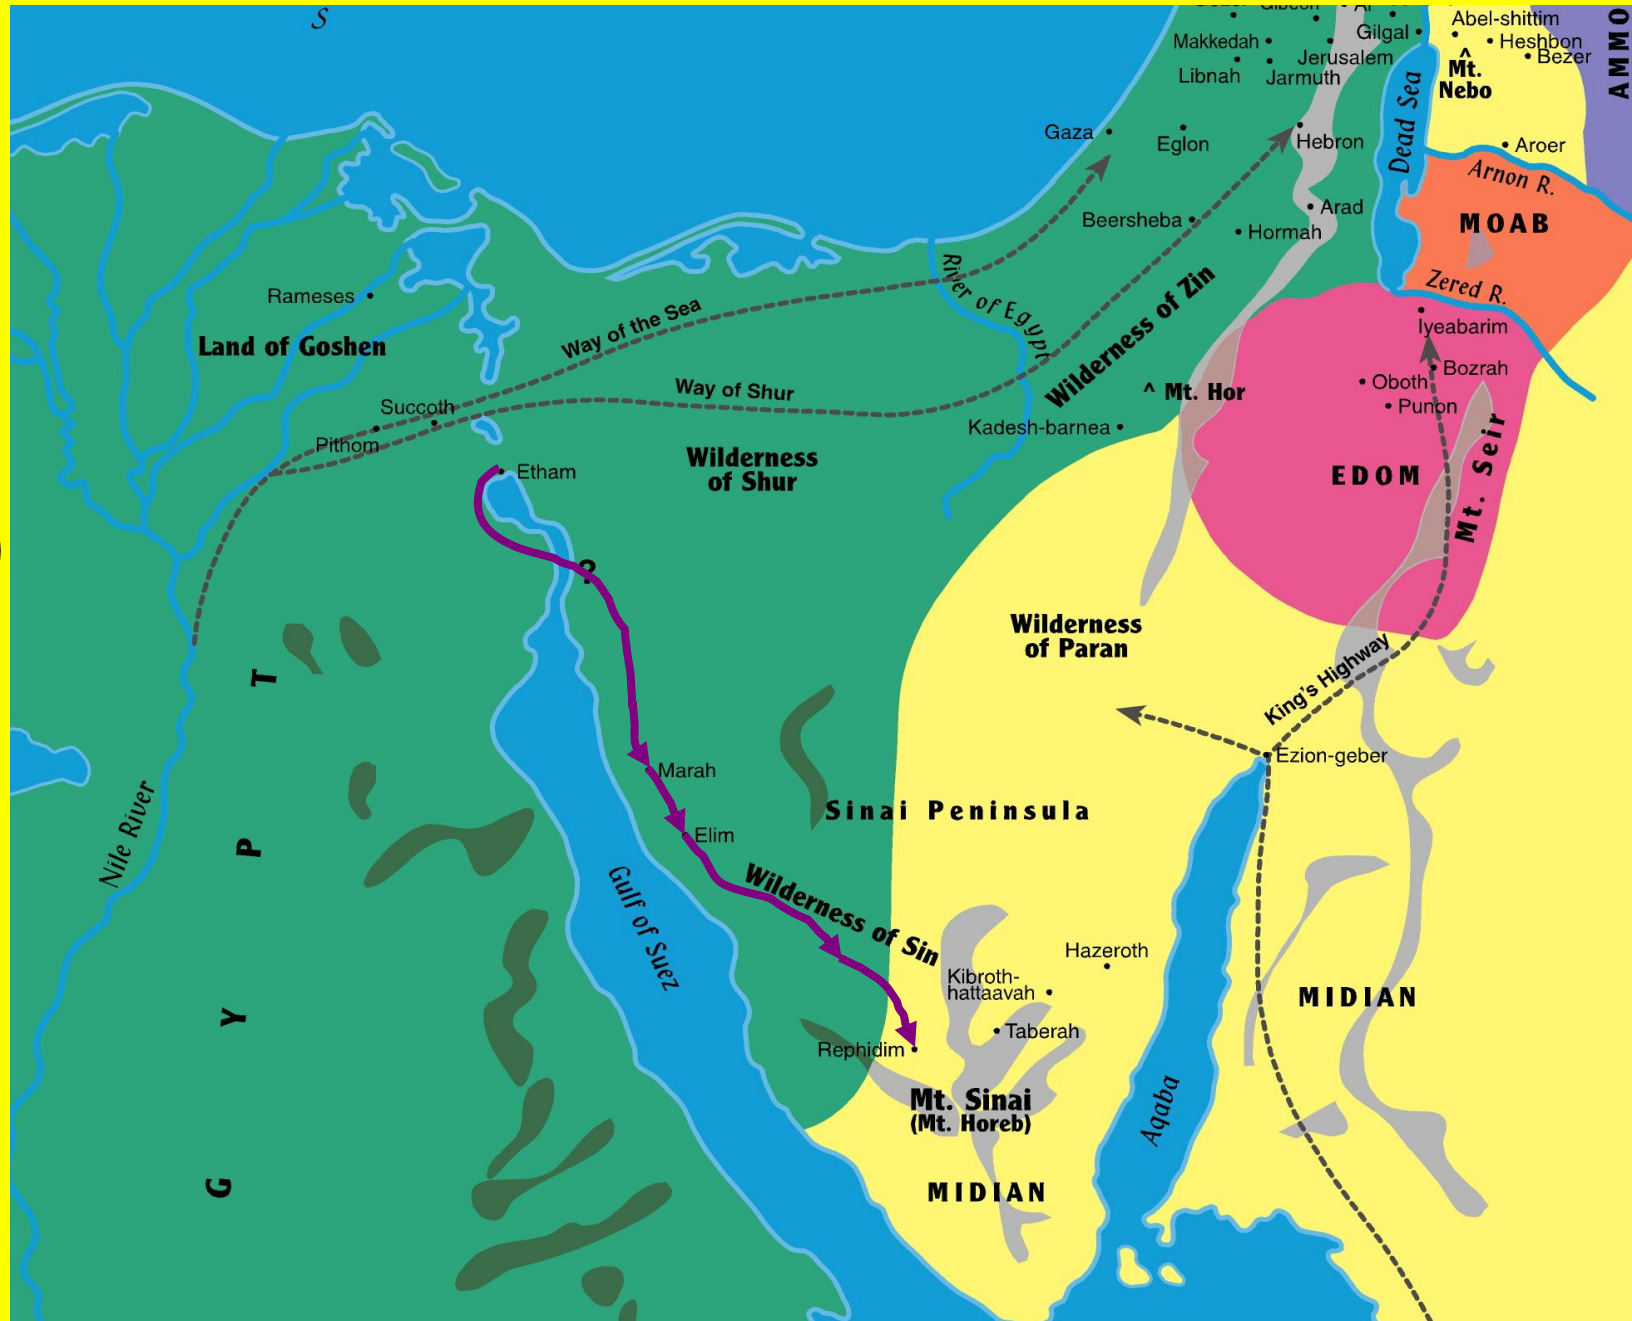 S
Gibeon
Abel-shittim
Makkedah
Gilgal
Heshbon
Jerusalem
Bezer
Libnah
Jarmuth
^
Mt.
Nebo
AMMO
Dead Sea
Gaza
Eglon
Hebron
Aroer
Arnon R.
Arad
Beersheba
Hormah
MOAB
Zered R.
Rameses
River of Egypt
Wilderness of Zin
Iyeabarim
Way of the Sea
Land of Goshen
Way of Shur
^ Mt. Hor
Bozrah
Oboth
Punon
Succoth
Pithom
Kadesh-barnea
Wilderness
of Shur
Etham
EDOM
Mt. Seir
?
Wilderness
of Paran
King's Highway
T
Marah
Ezion-geber
Nile River
Sinai Peninsula
Elim
P
Gulf of Suez
Wilderness of Sin
Hazeroth
Kibroth-
hattaavah
MIDIAN
Y
Taberah
Rephidim
Mt. Sinai
(Mt. Horeb)
Aqaba
G
MIDIAN